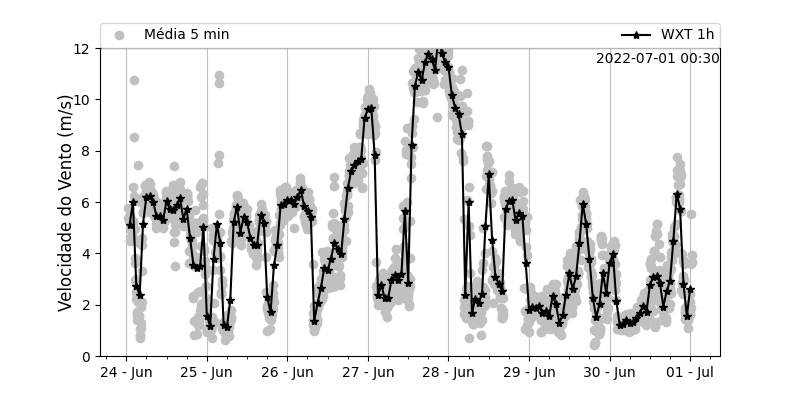 Média 5 min
WXT 1h
2022-07-01 00:30
Velocidade do Vento (m/s)
12
10
8
6
4
2
0
24 - Jun
25 - Jun
26 - Jun
27 - Jun
28 - Jun
29 - Jun
30 - Jun
01 - Jul